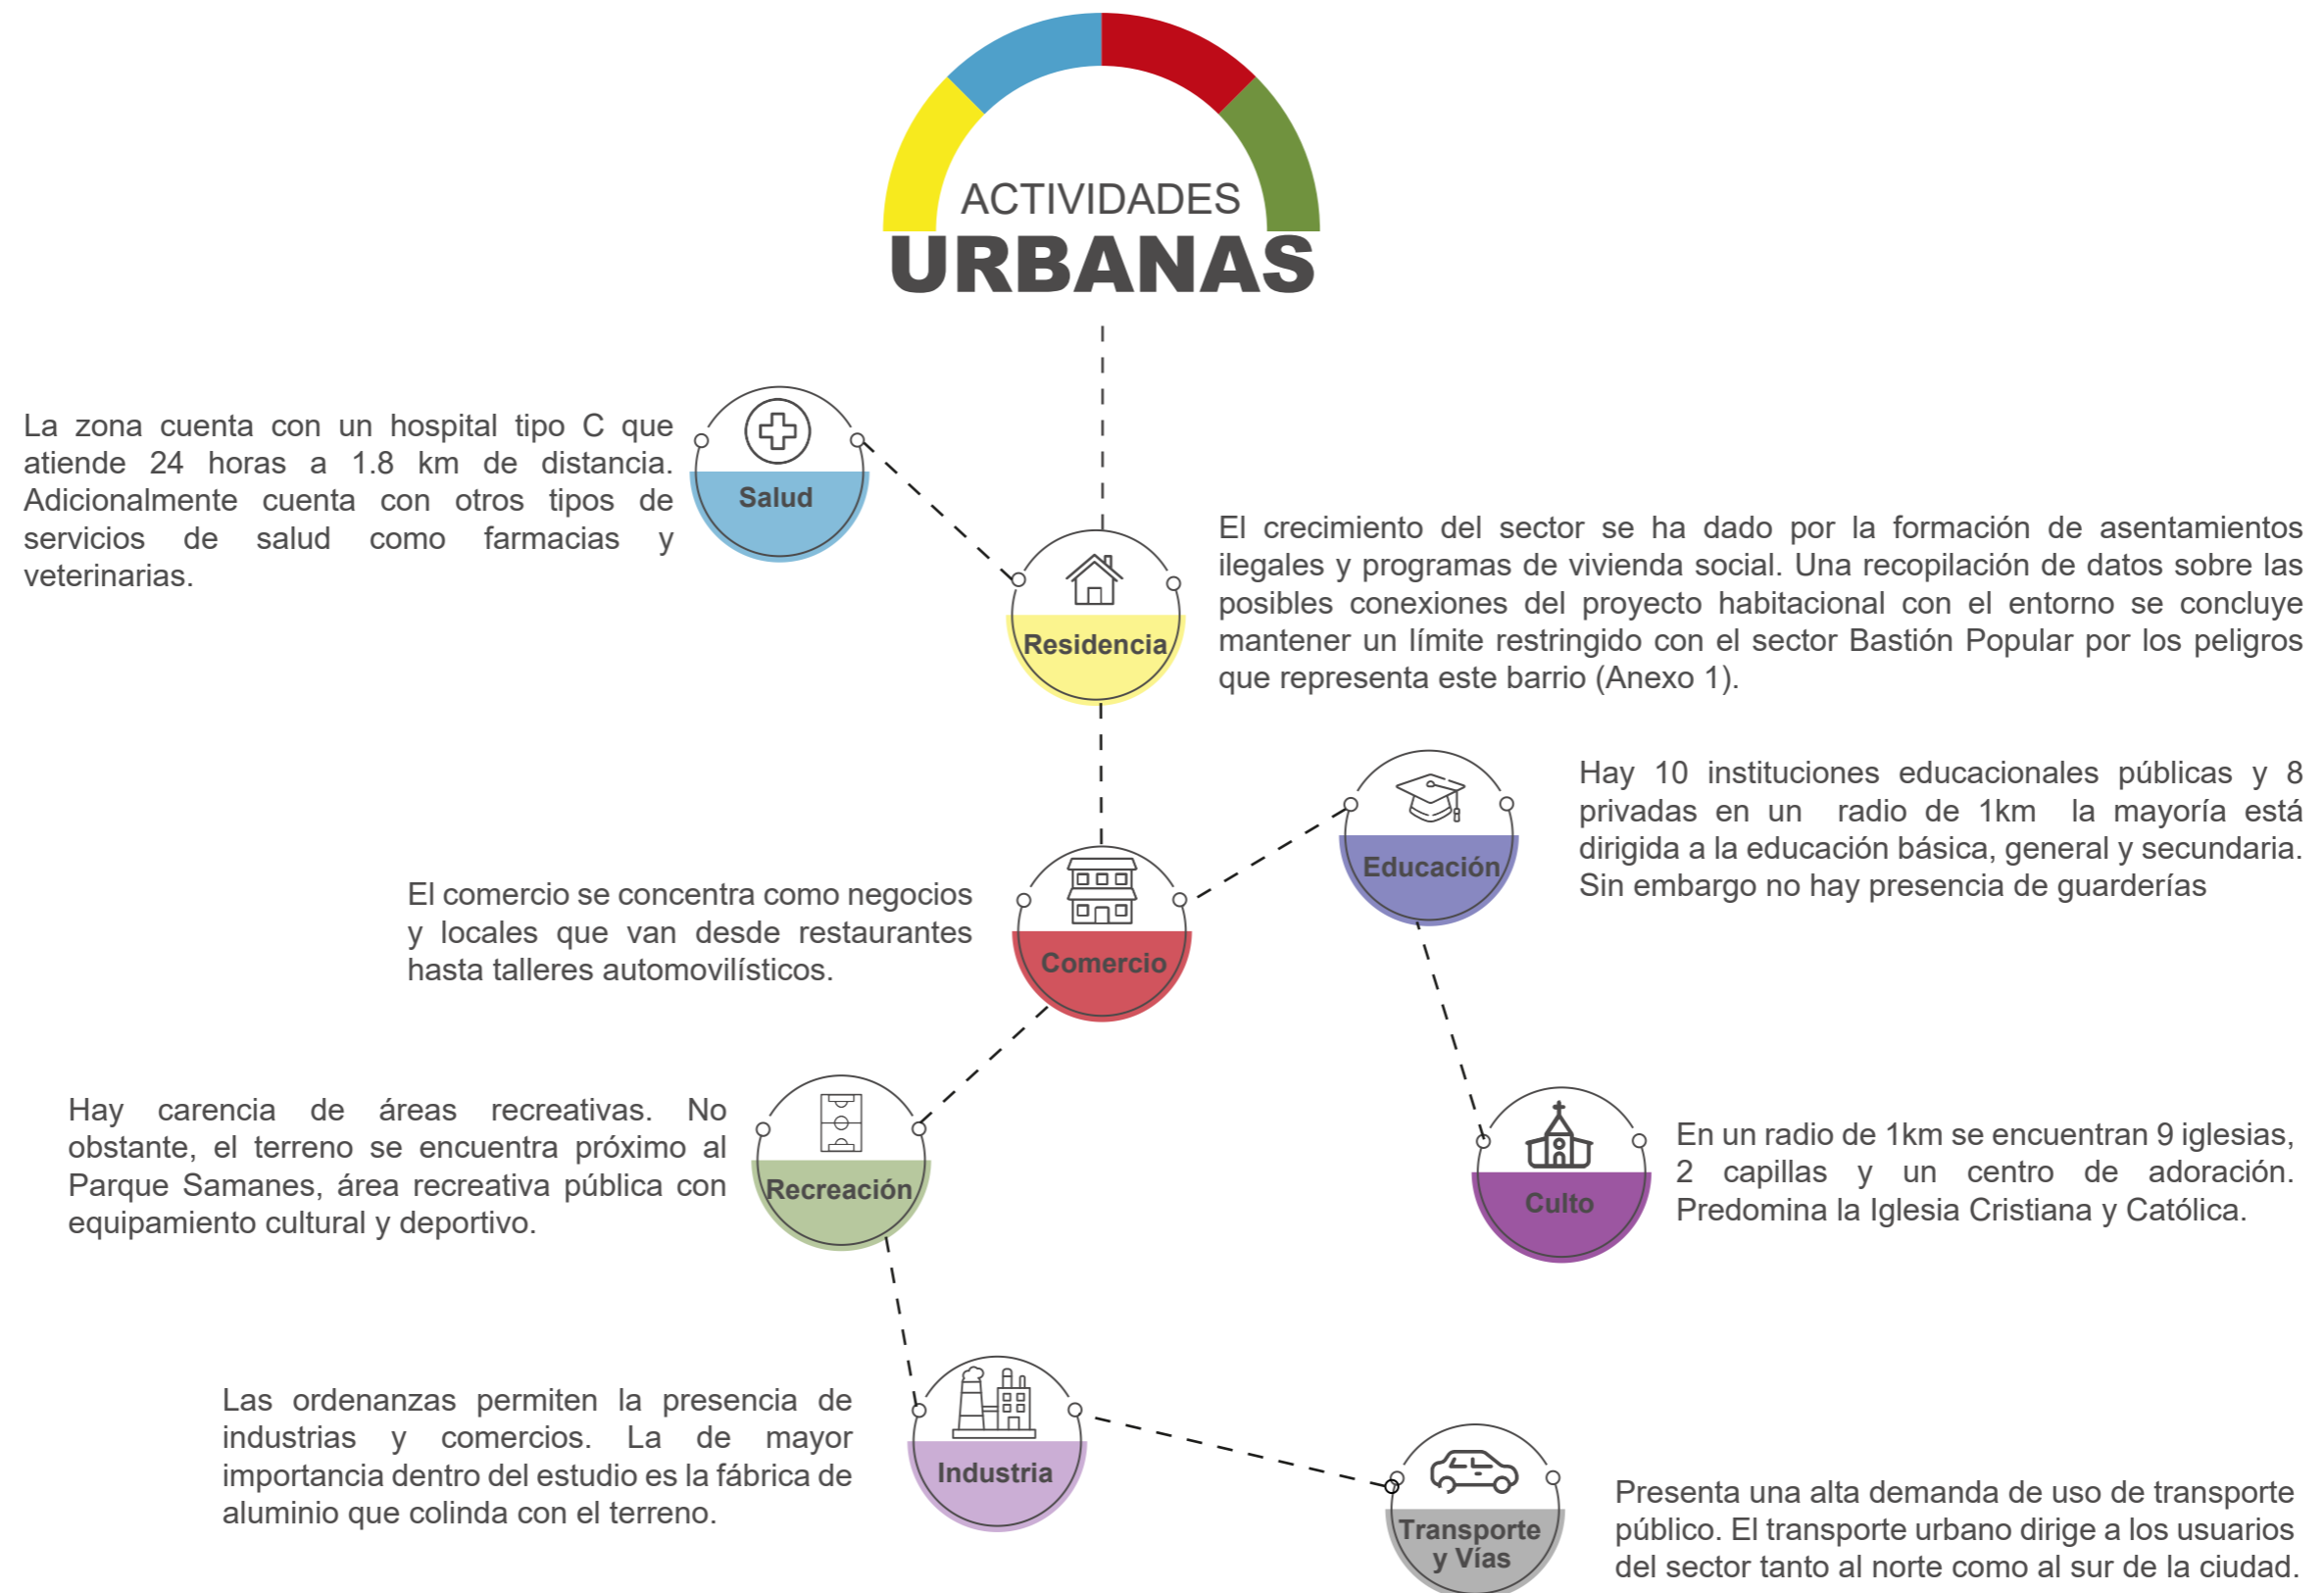 ACTIVIDADES
URBANAS
La zona cuenta con un hospital tipo C que
atiende 24 horas a 1.8 km de distancia.
Adicionalmente cuenta con otros tipos de
servicios de salud como farmacias y
veterinarias.
Salud
Residencia
El crecimiento del sector se ha dado por la formación de asentamientos
ilegales y programas de vivienda social. Una recopilación de datos sobre las
posibles conexiones del proyecto habitacional con el entorno se concluye
mantener un límite restringido con el sector Bastión Popular por los peligros
que representa este barrio (Anexo 1).
Educación
Hay 10 instituciones educacionales públicas y 8
privadas en un radio de 1km la mayoría está
dirigida a la educación básica, general y secundaria.
Sin embargo no hay presencia de guarderías
El comercio se concentra como negocios
y locales que van desde restaurantes
hasta talleres automovilísticos.
Comercio
Hay carencia de áreas recreativas. No
obstante, el terreno se encuentra próximo al
Parque Samanes, área recreativa pública con
equipamiento cultural y deportivo.
Recreación
Culto
En un radio de 1km se encuentran 9 iglesias,
2 capillas y un centro de adoración.
Predomina la Iglesia Cristiana y Católica.
Las ordenanzas permiten la presencia de
industrias y comercios. La de mayor
importancia dentro del estudio es la fábrica de
aluminio que colinda con el terreno.
Industria
Transporte
y Vías
Presenta una alta demanda de uso de transporte
público. El transporte urbano dirige a los usuarios
del sector tanto al norte como al sur de la ciudad.